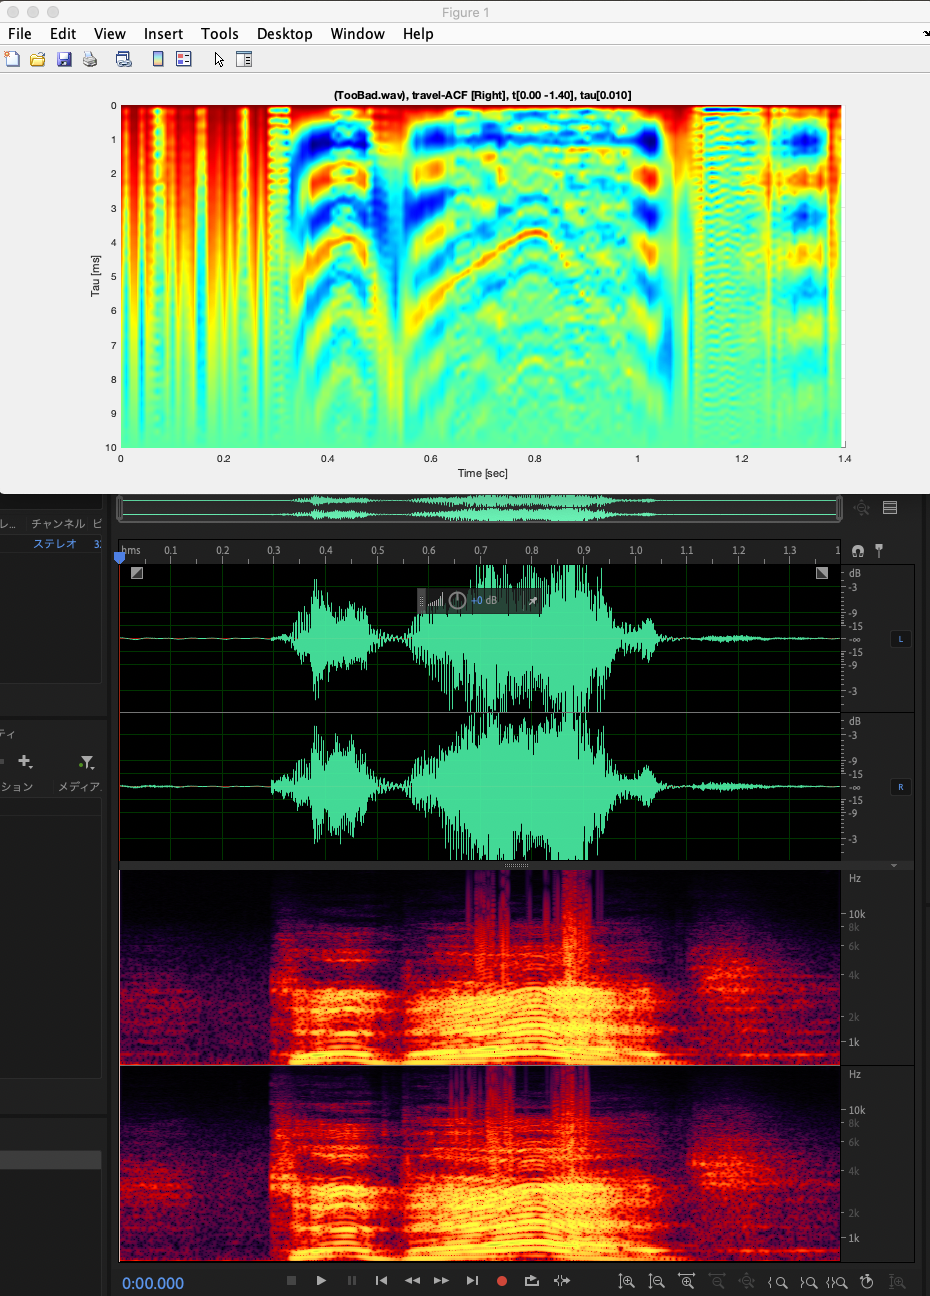 Figure 1
File Edit View Insert Tools Desktop Window Help
(TooBad.wav), travel-ACF [Right], t[0.00 -1.40], tau[0.010]
Tau [ms]
0
1
2
3
4
5
6
7
8
9
10
0 0.2 0.4 0.6 0.8 1 1.2 1.4
Time [sec]
レ... チャンネル ビ
ステレオ 32
hms 0.1 0.2 0.3 0.4 0.5 0.6 0.7 0.8 0.9 1.0 1.1 1.2 1.3 1
+0 dB
dB
-3
-9
-15
-∞
-15
-9
-3
L
dB
-3
-9
-15
-∞
-15
-9
-3
R
ティ
ション メディア
Hz
10k
8k
6k
4k
2k
1k
Hz
10k
8k
6k
4k
2k
1k
0:00.000